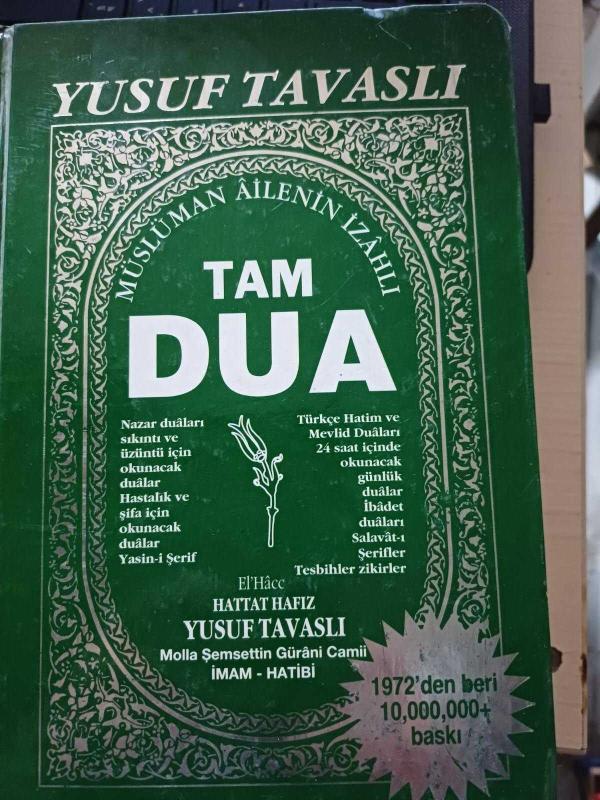 YUSUF TAVASLI
MÜSLÜMAN ÂİLENİN İZÂHLI
TAM
DUA
Nazar duâları
sıkıntı ve
üzüntü için
okunacak
duâlar
Hastalık ve
şifa için
okunacak
duâlar
Yasin-i Şerif
Türkçe Hatim ve
Mevlid Duâları
24 saat içinde
okunacak
günlük
duâlar
İbâdet
duâları
Salavât-ı
Şerifler
Tesbihler zikirler
El'Hâcc
HATTAT HAFIZ
YUSUF TAVASLI
Molla Şemsettin Gürâni Camii
İMAM - HATİBİ
1972'den beri
10,000,000+
baskı